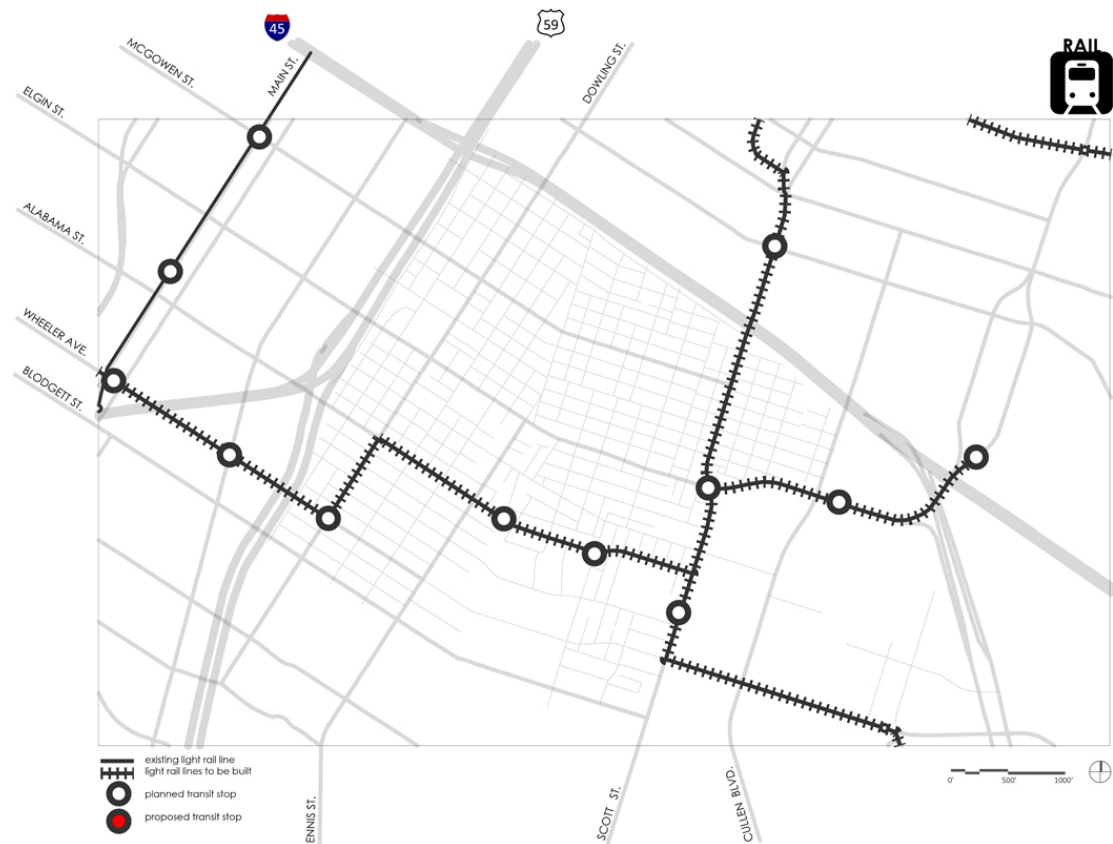 45
59
RAIL
MCGOWEN ST.
MAIN ST.
DOWLING ST.
ELGIN ST.
ALABAMA ST.
WHEELER AVE.
BLODGETT ST.
existing light rail line
light rail lines to be built
planned transit stop
proposed transit stop
ENNIS ST.
SCOTT ST.
CULLEN BLVD.
0' 500' 1000'